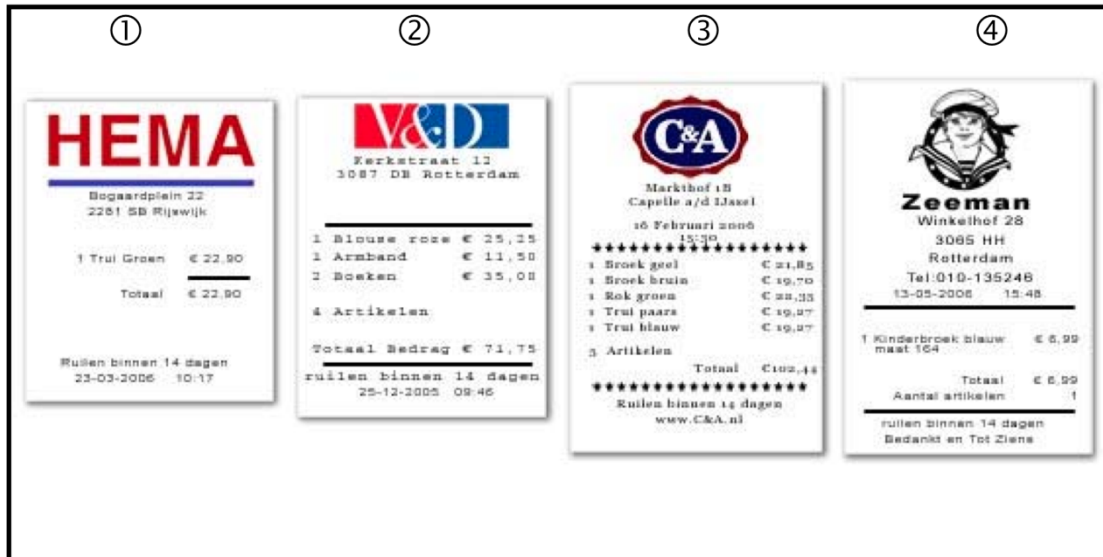 ① ② ③ ④
HEMA
Bogaardplein 22
2281 SB Rijswijk
1 Trui Groen € 22,90
Totaal € 22,90
Ruilen binnen 14 dagen
23-03-2006 10:17
V&D
Kerkstraat 12
3087 DB Rotterdam
1 Blouse roze € 25,25
1 Armband € 11,50
2 Boeken € 35,00
4 Artikelen
Totaal Bedrag € 71,75
ruilen binnen 14 dagen
25-12-2005 09:46
C&A
Markthof 1B
Capelle a/d IJssel
16 Februari 2006
15:30
1 Broek geel € 21,85
1 Broek bruin € 19,70
1 Rok groen € 22,35
1 Trui paars € 19,27
1 Trui blauw € 19,27
5 Artikelen
Totaal €102,44
Ruilen binnen 14 dagen
www.C&A.nl
Zeeman
Winkelhof 28
3065 HH
Rotterdam
Tel:010-135246
13-05-2006 15:48
1 Kinderbroek blauw € 6,99
maat 164
Totaal € 6,99
Aantal artikelen 1
ruilen binnen 14 dagen
Bedankt en Tot Ziens